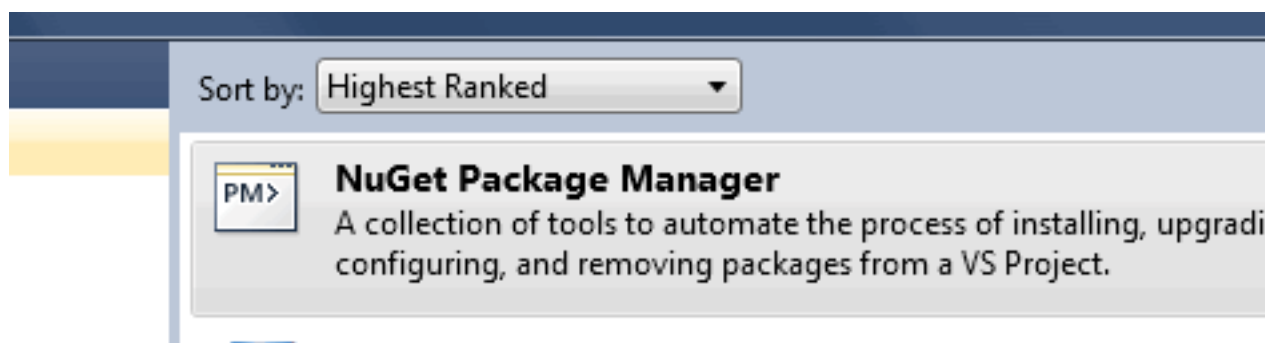 Sort by: Highest Ranked
NuGet Package Manager
PM>
A collection of tools to automate the process of installing, upgradi
configuring, and removing packages from a VS Project.